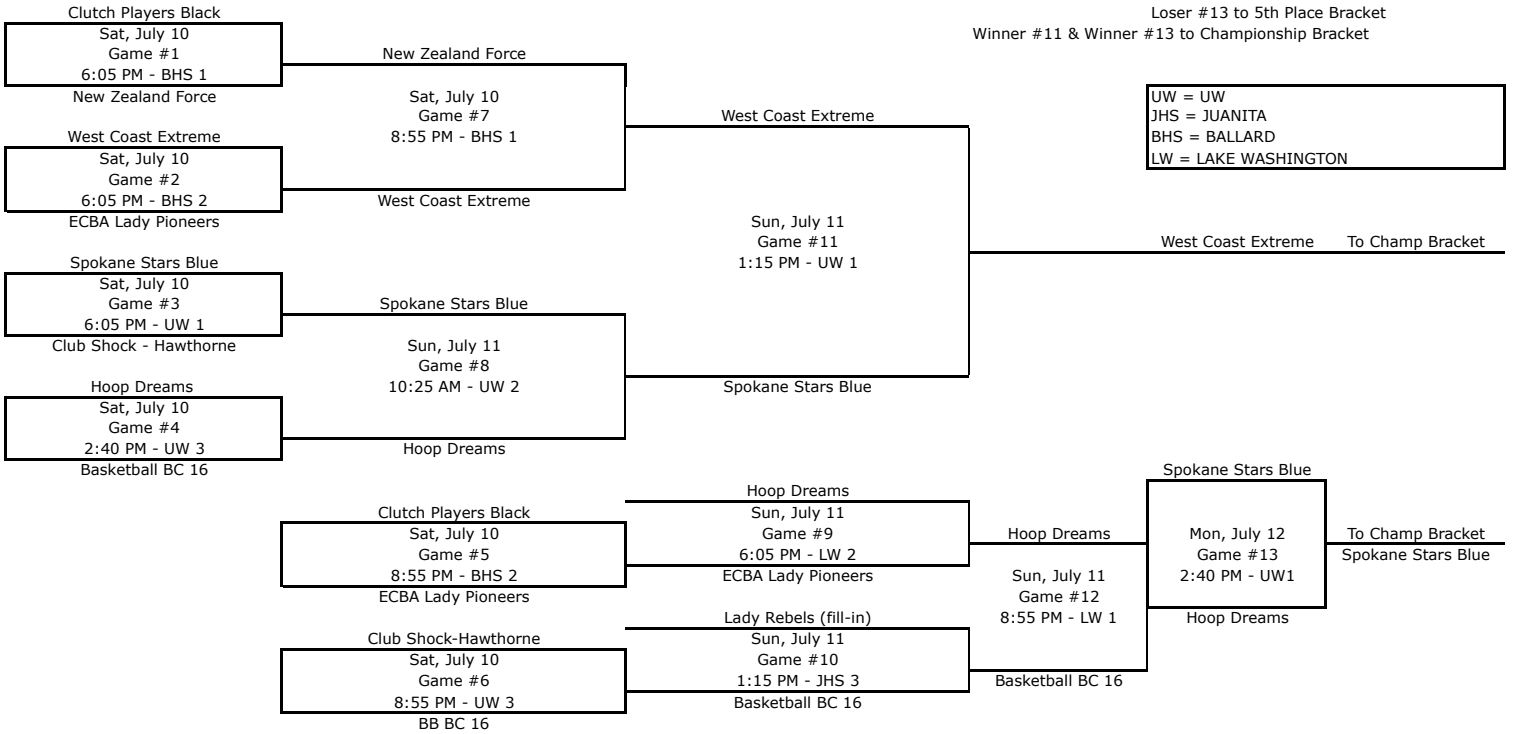 Clutch Players Black
Sat, July 10
Game #1
6:05 PM - BHS 1
New Zealand Force
West Coast Extreme
Sat, July 10
Game #2
6:05 PM - BHS 2
ECBA Lady Pioneers
Spokane Stars Blue
Sat, July 10
Game #3
6:05 PM - UW 1
Club Shock - Hawthorne
Hoop Dreams
Sat, July 10
Game #4
2:40 PM - UW 3
Basketball BC 16
New Zealand Force
Sat, July 10
Game #7
8:55 PM - BHS 1
West Coast Extreme
Spokane Stars Blue
Sun, July 11
Game #8
10:25 AM - UW 2
Hoop Dreams
Clutch Players Black
Sat, July 10
Game #5
8:55 PM - BHS 2
ECBA Lady Pioneers
Club Shock-Hawthorne
Sat, July 10
Game #6
8:55 PM - UW 3
BB BC 16
West Coast Extreme
Sun, July 11
Game #11
1:15 PM - UW 1
Spokane Stars Blue
Hoop Dreams
Sun, July 11
Game #9
6:05 PM - LW 2
ECBA Lady Pioneers
Lady Rebels (fill-in)
Sun, July 11
Game #10
1:15 PM - JHS 3
Basketball BC 16
Hoop Dreams
Sun, July 11
Game #12
8:55 PM - LW 1
Basketball BC 16
Loser #13 to 5th Place Bracket
Winner #11 & Winner #13 to Championship Bracket
UW = UW
JHS = JUANITA
BHS = BALLARD
LW = LAKE WASHINGTON
West Coast Extreme To Champ Bracket
Spokane Stars Blue
Mon, July 12
Game #13
2:40 PM - UW1
Hoop Dreams
To Champ Bracket
Spokane Stars Blue